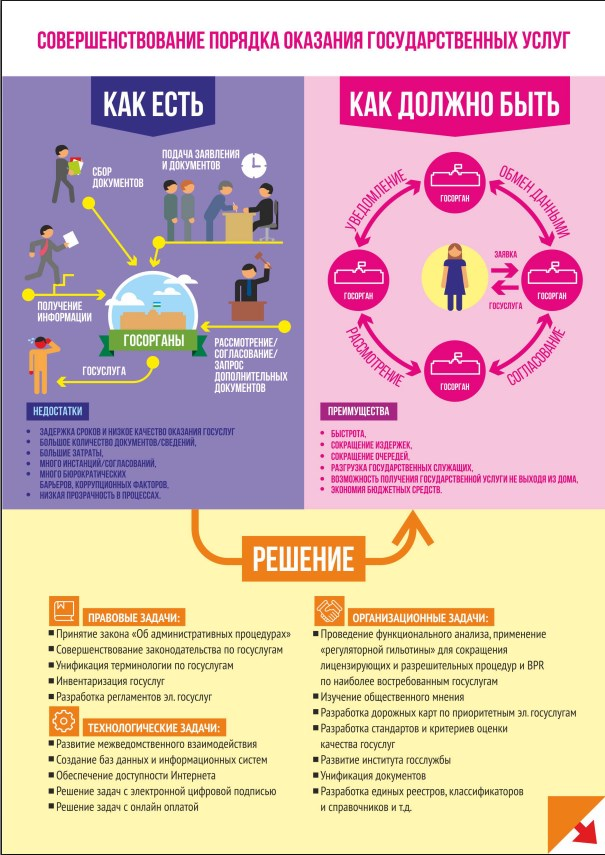 СОВЕРШЕНСТВОВАНИЕ ПОРЯДКА ОКАЗАНИЯ ГОСУДАРСТВЕННЫХ УСЛУГ
КАК ЕСТЬ
СБОР
ДОКУМЕНТОВ
ПОДАЧА ЗАЯВЛЕНИЯ
И ДОКУМЕНТОВ
ПОЛУЧЕНИЕ
ИНФОРМАЦИИ
ГОСОРГАНЫ
ГОСУСЛУГА
РАССМОТРЕНИЕ/
СОГЛАСОВАНИЕ/
ЗАПРОС
ДОПОЛНИТЕЛЬНЫХ
ДОКУМЕНТОВ
НЕДОСТАТКИ
• ЗАДЕРЖКА СРОКОВ И НИЗКОЕ КАЧЕСТВО ОКАЗАНИЯ ГОСУСЛУГ
• БОЛЬШОЕ КОЛИЧЕСТВО ДОКУМЕНТОВ/СВЕДЕНИЙ,
• БОЛЬШИЕ ЗАТРАТЫ,
• МНОГО ИНСТАНЦИЙ/СОГЛАСОВАНИЙ,
• МНОГО БЮРОКРАТИЧЕСКИХ
БАРЬЕРОВ, КОРРУПЦИОННЫХ ФАКТОРОВ,
• НИЗКАЯ ПРОЗРАЧНОСТЬ В ПРОЦЕССАХ.
КАК ДОЛЖНО БЫТЬ
УВЕДОМЛЕНИЕ
ГОСОРГАН
ОБМЕН ДАННЫМИ
ГОСОРГАН
ЗАЯВКА
ГОСУСЛУГА
ГОСОРГАН
РАССМОТРЕНИЕ
ГОСОРГАН
СОГЛАСОВАНИЕ
ПРЕИМУЩЕСТВА
• БЫСТРОТА,
• СОКРАЩЕНИЕ ИЗДЕРЖЕК,
• СОКРАЩЕНИЕ ОЧЕРЕДЕЙ,
• РАЗГРУЗКА ГОСУДАРСТВЕННЫХ СЛУЖАЩИХ,
• ВОЗМОЖНОСТЬ ПОЛУЧЕНИЯ ГОСУДАРСТВЕННОЙ УСЛУГИ НЕ ВЫХОДЯ ИЗ ДОМА,
• ЭКОНОМИЯ БЮДЖЕТНЫХ СРЕДСТВ.
РЕШЕНИЕ
ПРАВОВЫЕ ЗАДАЧИ:
■ Принятие закона «Об административных процедурах»
■ Совершенствование законодательства по госуслугам
■ Унификация терминологии по госуслугам
■ Инвентаризация госуслуг
■ Разработка регламентов эл. госуслуг
ТЕХНОЛОГИЧЕСКИЕ ЗАДАЧИ:
■ Развитие межведомственного взаимодействия
■ Создание баз данных и информационных систем
■ Обеспечение доступности Интернета
■ Решение задач с электронной цифровой подписью
■ Решение задач с онлайн оплатой
ОРГАНИЗАЦИОННЫЕ ЗАДАЧИ:
■ Проведение функционального анализа, применение
«регуляторной гильотины» для сокращения
лицензирующих и разрешительных процедур и BPR
по наиболее востребованным госуслугам
■ Изучение общественного мнения
■ Разработка дорожных карт по приоритетным эл. госуслугам
■ Разработка стандартов и критериев оценки
качества госуслуг
■ Развитие института госслужбы
■ Унификация документов
■ Разработка единых реестров, классификаторов
и справочников и т.д.